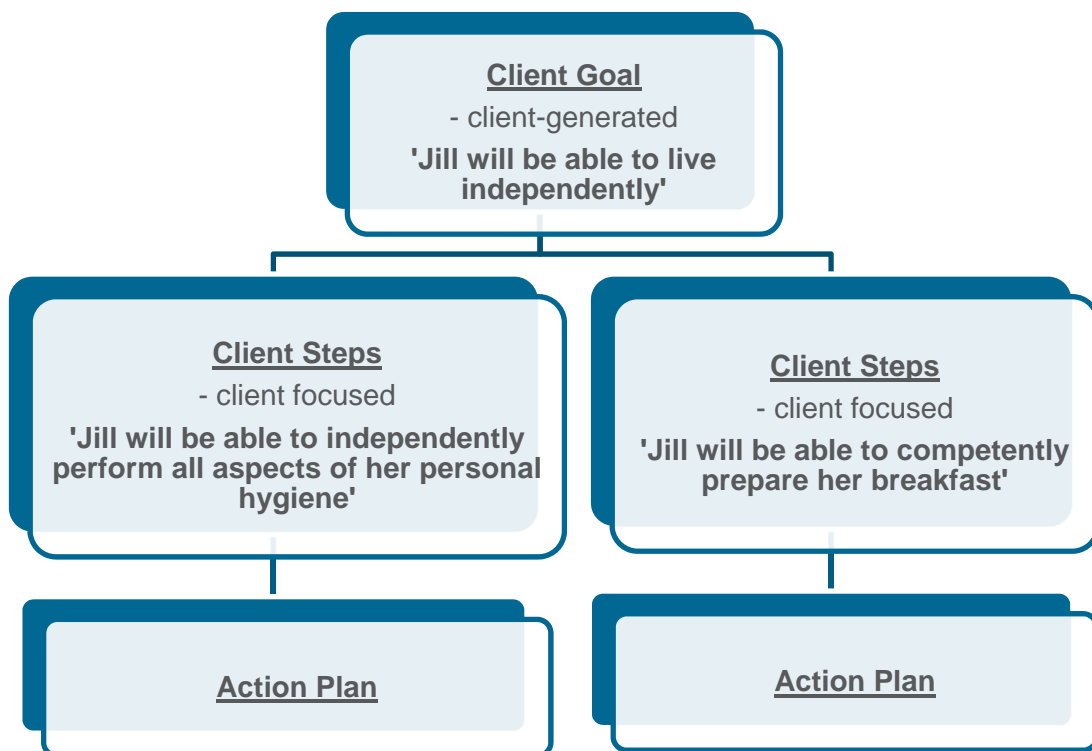 Client Goal
- client-generated
'Jill will be able to live
independently'
Client Steps
- client focused
'Jill will be able to independently
perform all aspects of her personal
hygiene'
Client Steps
- client focused
'Jill will be able to competently
prepare her breakfast'
Action Plan
Action Plan